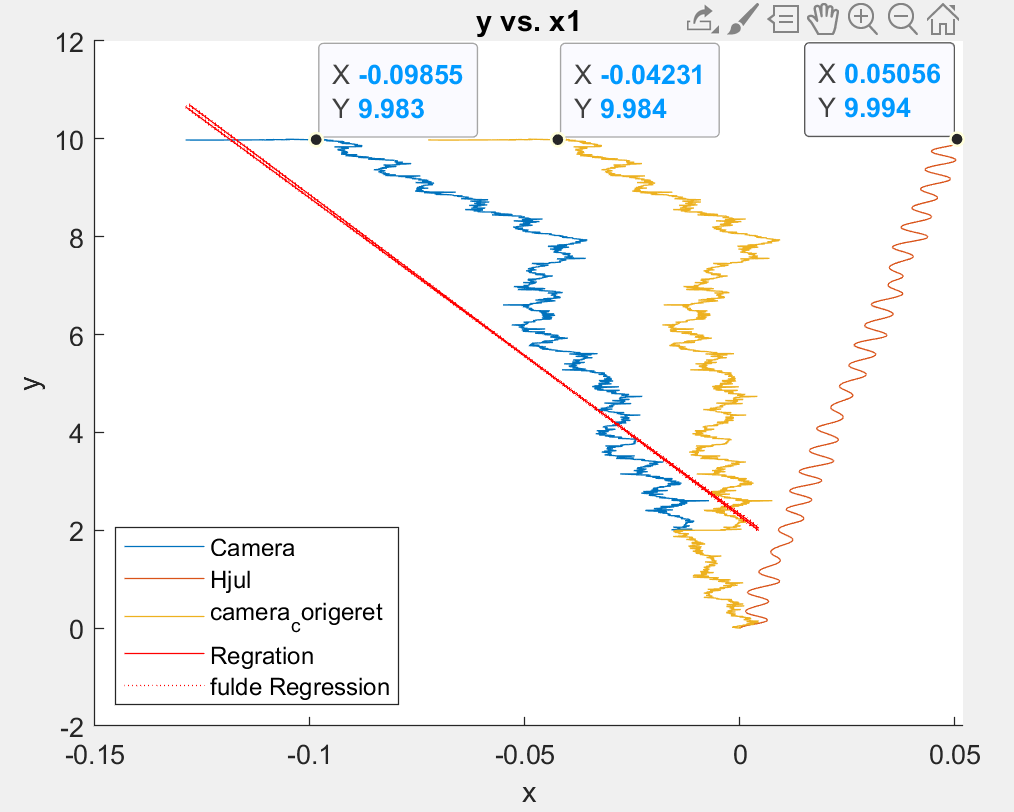 y vs. x1
X -0.09855
Y 9.983
X -0.04231
Y 9.984
X 0.05056
Y 9.994
12
10
8
6
4
2
0
-2
y
Camera
Hjul
camera_corigeret
Regration
fulde Regression
-0.15
-0.1
-0.05
0
0.05
x